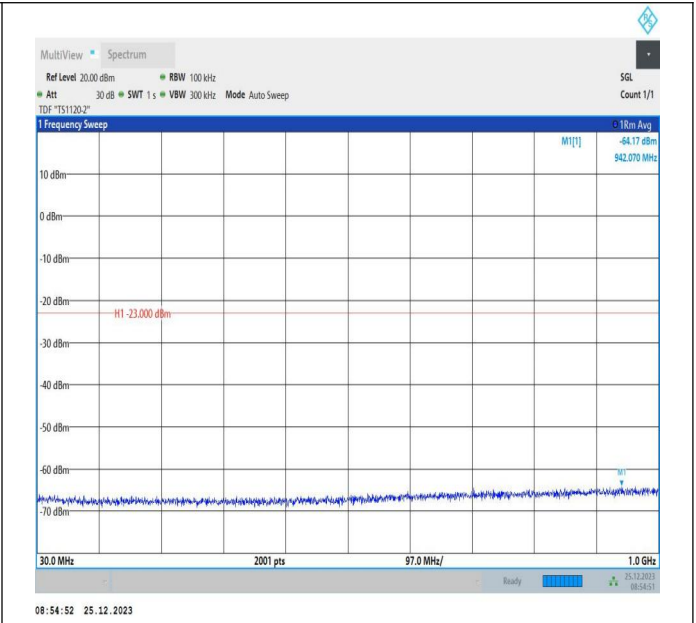 R S
MultiView Spectrum
Ref Level 20.00 dBm RBW 100 kHz SGL
Att 30 dB SWT 1 s VBW 300 kHz Mode Auto Sweep Count 1/1
TDF "TS1120-2"
1 Frequency Sweep 1Rm Avg
M1[1] -64.17 dBm
942.070 MHz
10 dBm
0 dBm
-10 dBm
-20 dBm
H1 -23.000 dBm
-30 dBm
-40 dBm
-50 dBm
-60 dBm
M1
-70 dBm
30.0 MHz 2001 pts 97.0 MHz/ 1.0 GHz
Ready 25.12.2023
08:54:51
08:54:52 25.12.2023